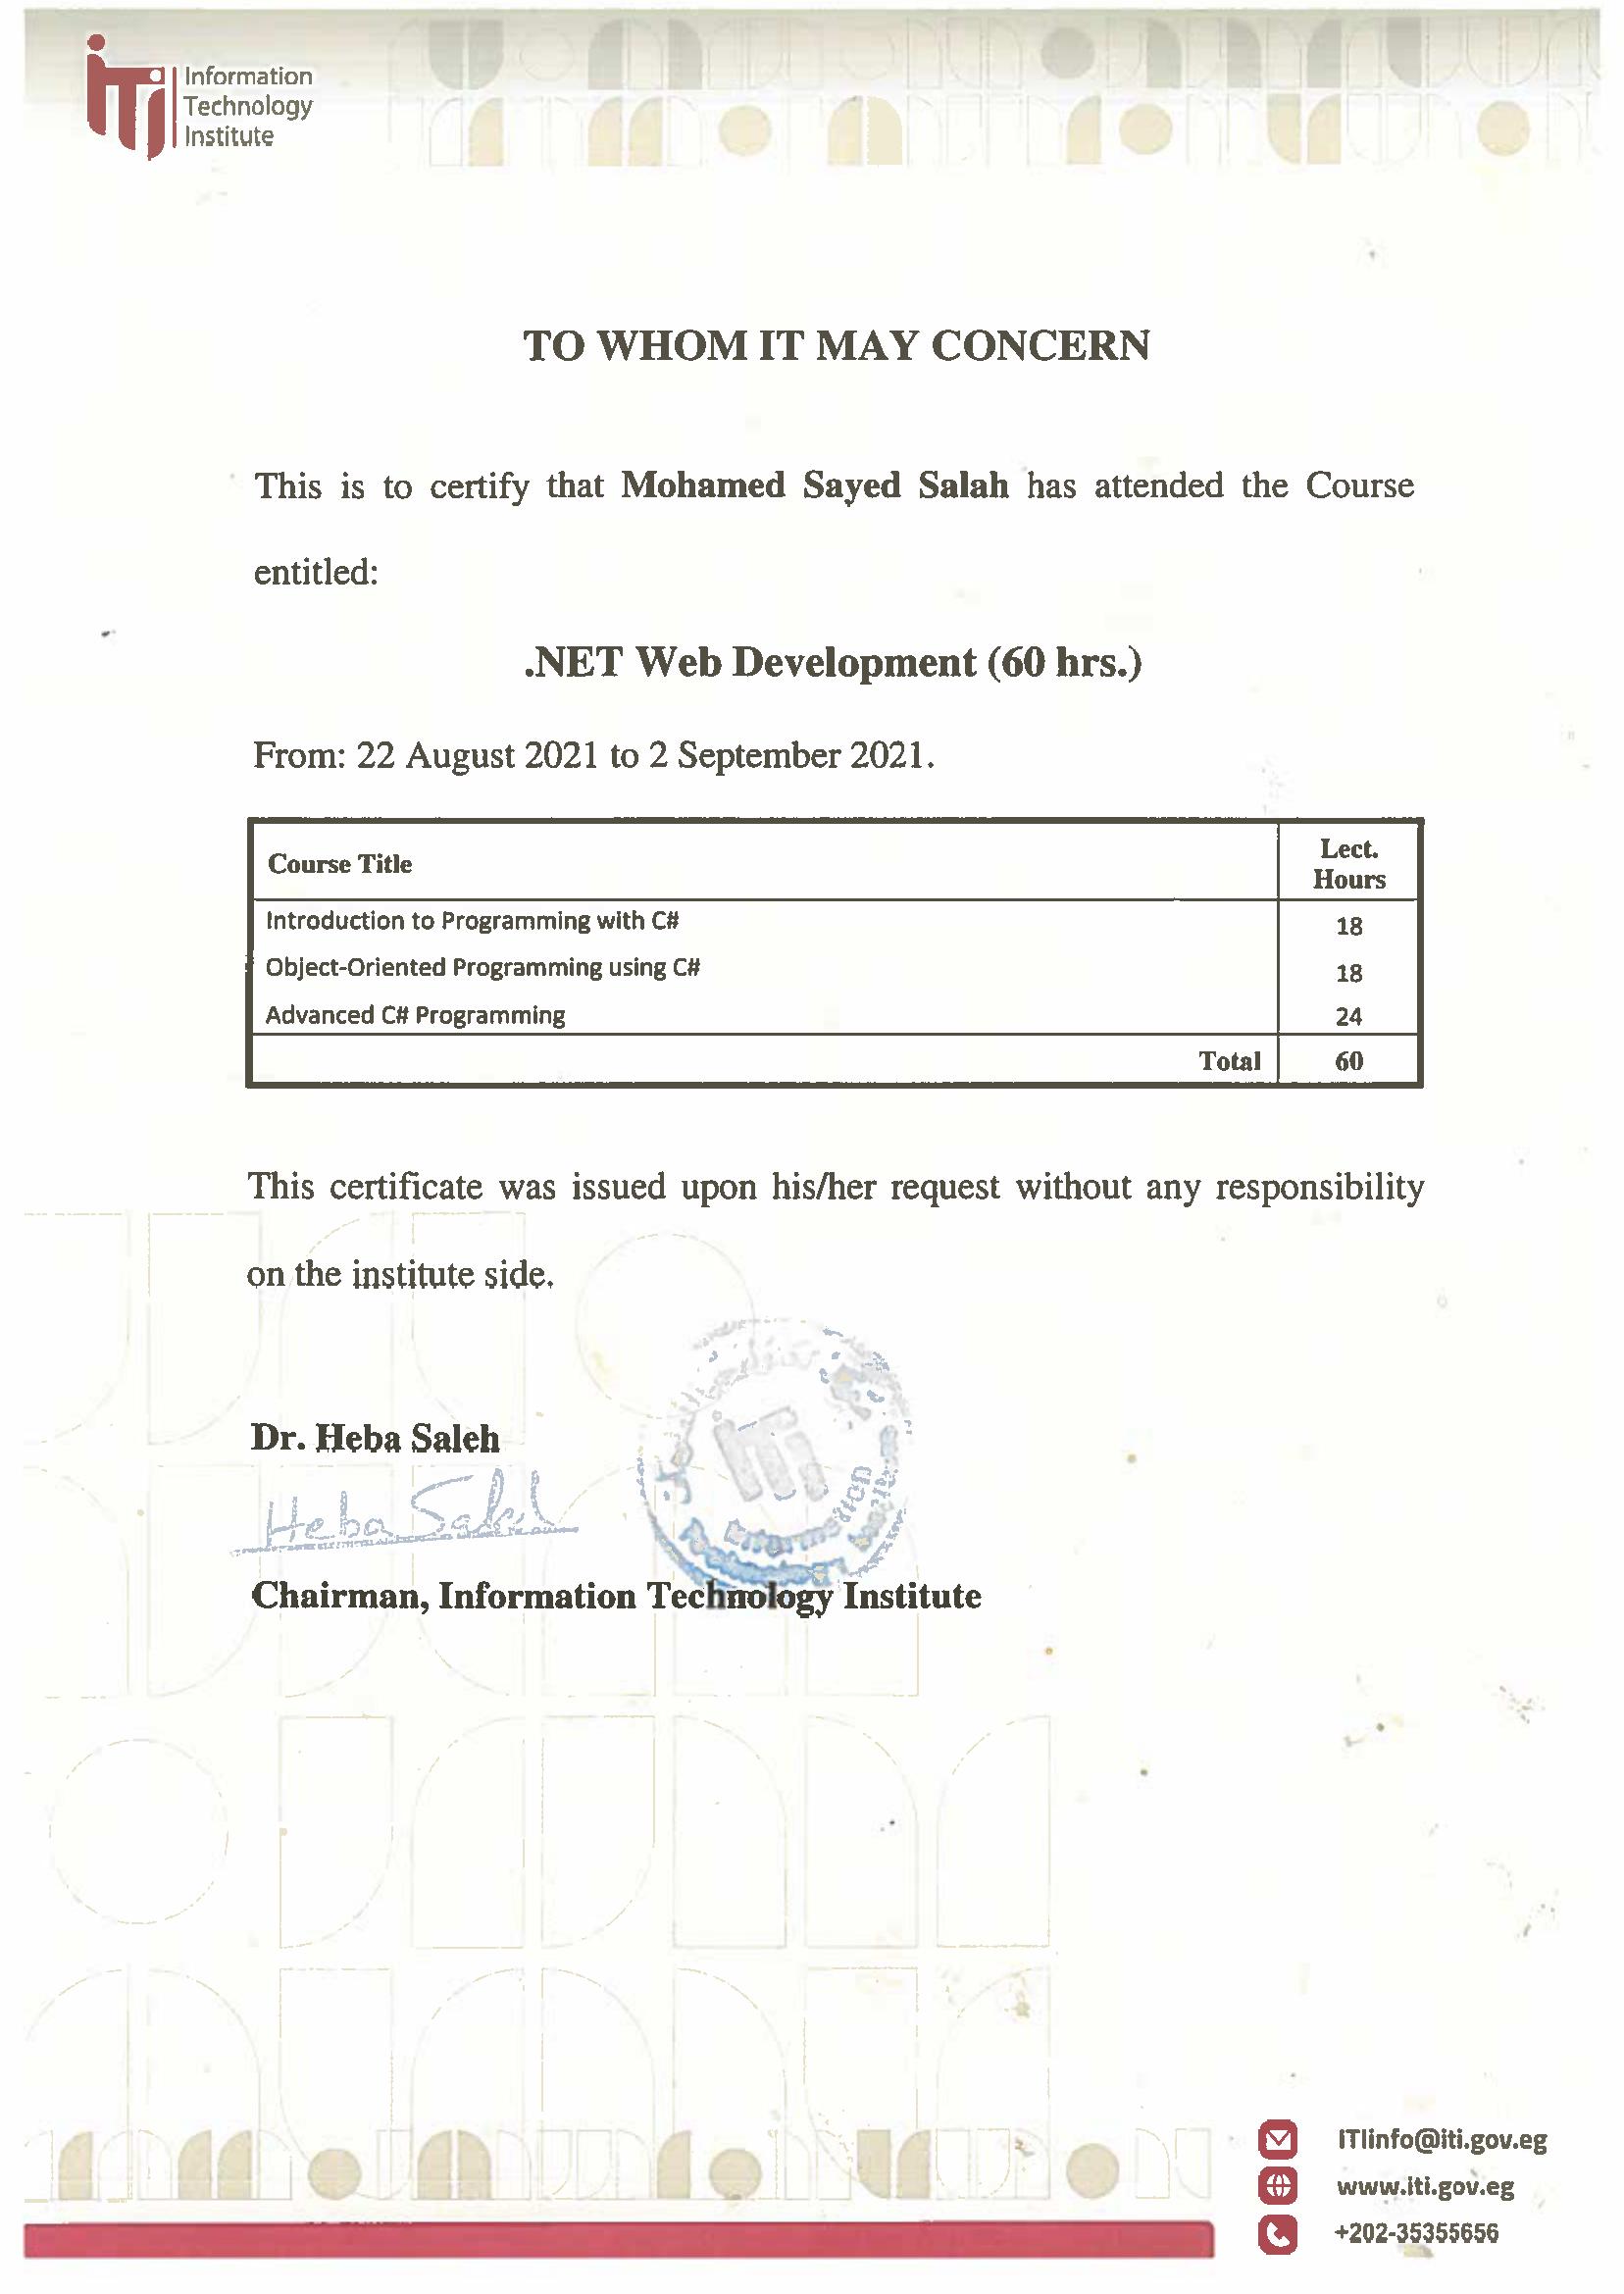 iTi
Information
Technology
Institute
TO WHOM IT MAY CONCERN
This is to certify that Mohamed Sayed Salah has attended the Course
entitled:
.NET Web Development (60 hrs.)
From: 22 August 2021 to 2 September 2021.
Course Title Lect. Hours
Introduction to Programming with C# 18
Object-Oriented Programming using C# 18
Advanced C# Programming 24
Total 60
This certificate was issued upon his/her request without any responsibility
on the institute side.
Dr. Heba Saleh
Heba Saleh
iTi
Chairman, Information Technology Institute
ITIinfo@iti.gov.eg
www.iti.gov.eg
+202-35355656